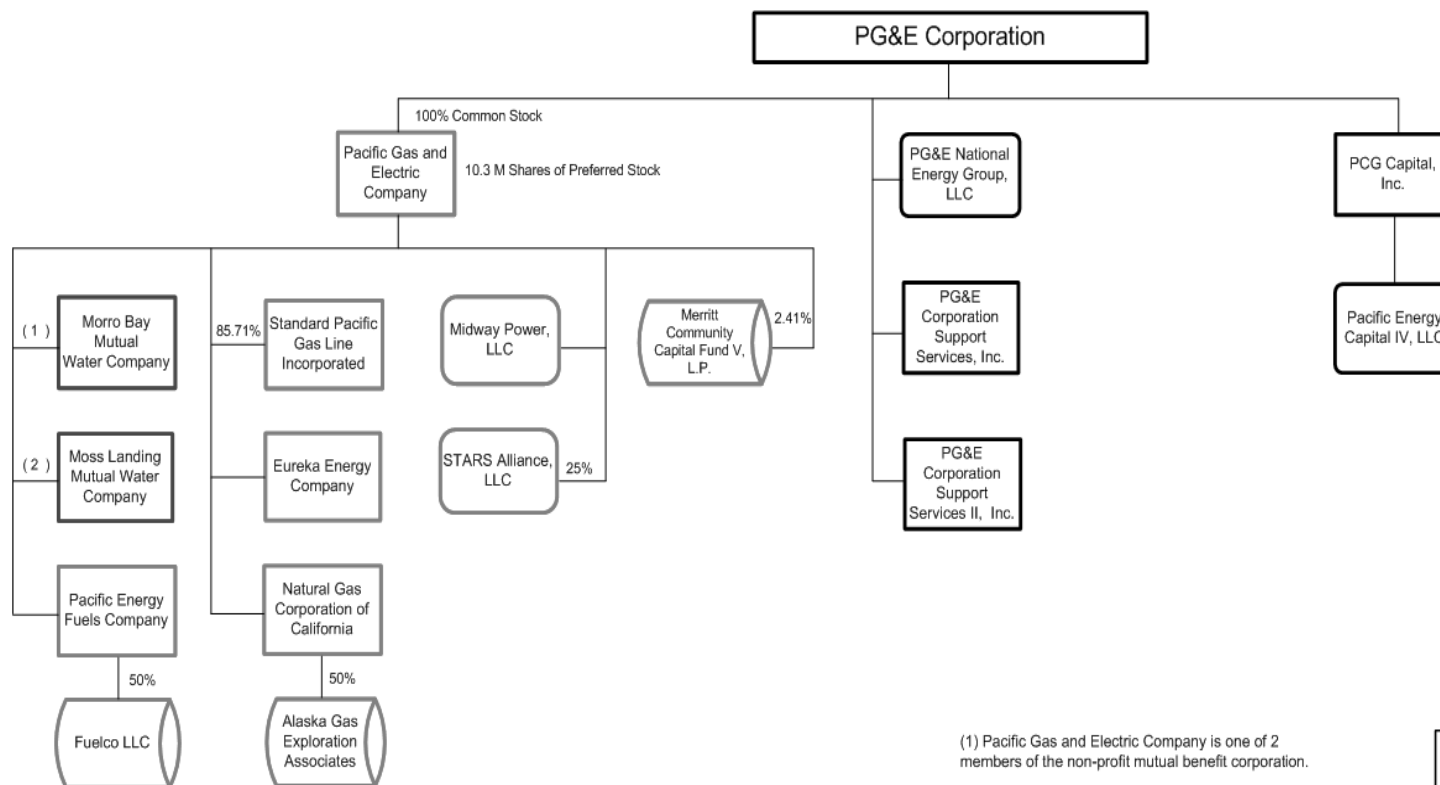 PG&E Corporation
100% Common Stock
Pacific Gas and
Electric
Company
10.3 M Shares of Preferred Stock
PG&E National
Energy Group,
LLC
PCG Capital,
Inc.
( 1 )
Morro Bay
Mutual
Water Company
85.71%
Standard Pacific
Gas Line
Incorporated
Midway Power,
LLC
Merritt
Community
Capital Fund V,
L.P.
2.41%
PG&E
Corporation
Support
Services, Inc.
Pacific Energy
Capital IV, LLC
( 2 )
Moss Landing
Mutual Water
Company
Eureka Energy
Company
STARS Alliance,
LLC
25%
PG&E
Corporation
Support
Services II, Inc.
Pacific Energy
Fuels Company
Natural Gas
Corporation of
California
50%
50%
Fuelco LLC
Alaska Gas
Exploration
Associates
(1) Pacific Gas and Electric Company is one of 2
members of the non-profit mutual benefit corporation.